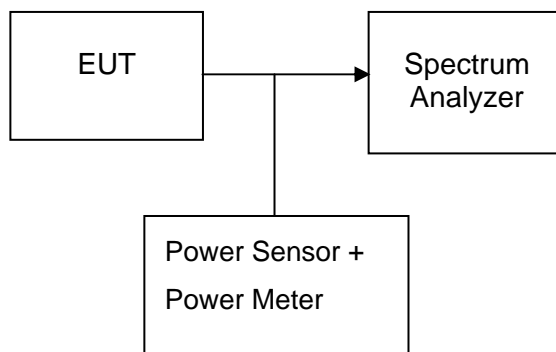 EUT
Spectrum
Analyzer
Power Sensor +
Power Meter